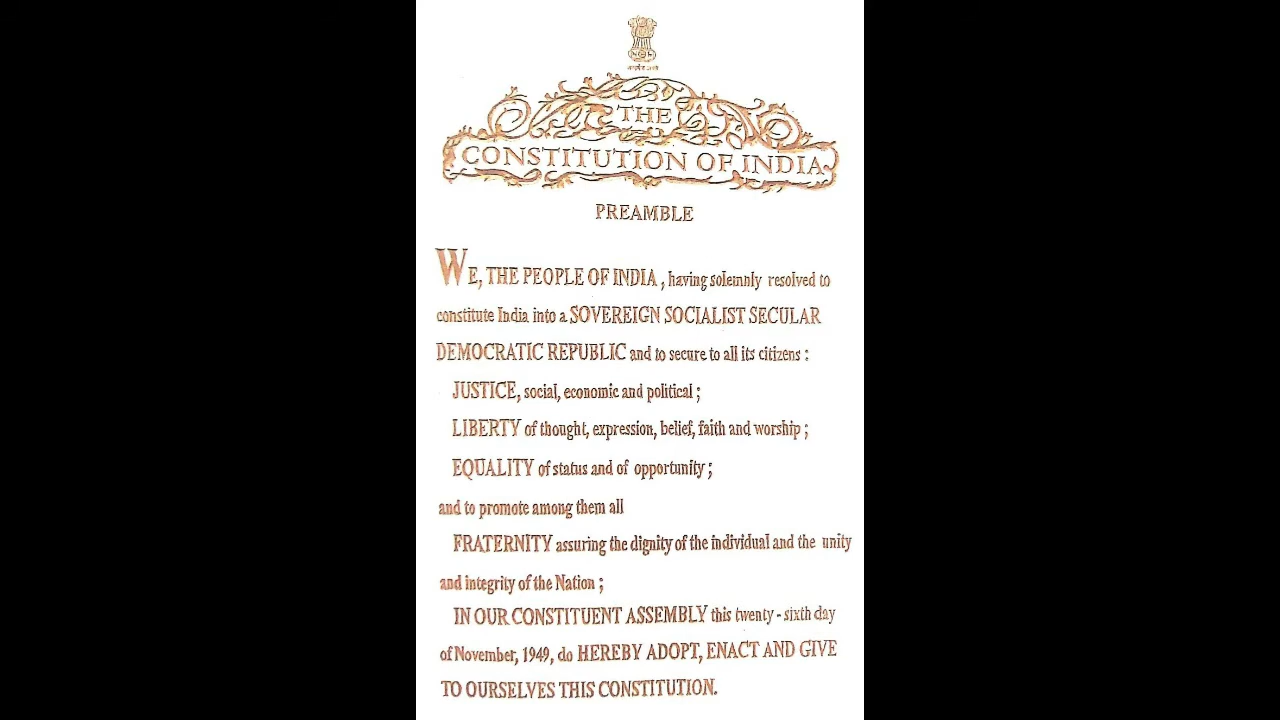 THE
CONSTITUTION OF INDIA
PREAMBLE
WE, THE PEOPLE OF INDIA , having solemnly resolved to
constitute India into a SOVEREIGN SOCIALIST SECULAR
DEMOCRATIC REPUBLIC and to secure to all its citizens :
JUSTICE, social, economic and political ;
LIBERTY of thought, expression, belief, faith and worship ;
EQUALITY of status and of opportunity ;
and to promote among them all
FRATERNITY assuring the dignity of the individual and the unity
and integrity of the Nation ;
IN OUR CONSTITUENT ASSEMBLY this twenty - sixth day
of November, 1949, do HEREBY ADOPT, ENACT AND GIVE
TO OURSELVES THIS CONSTITUTION.